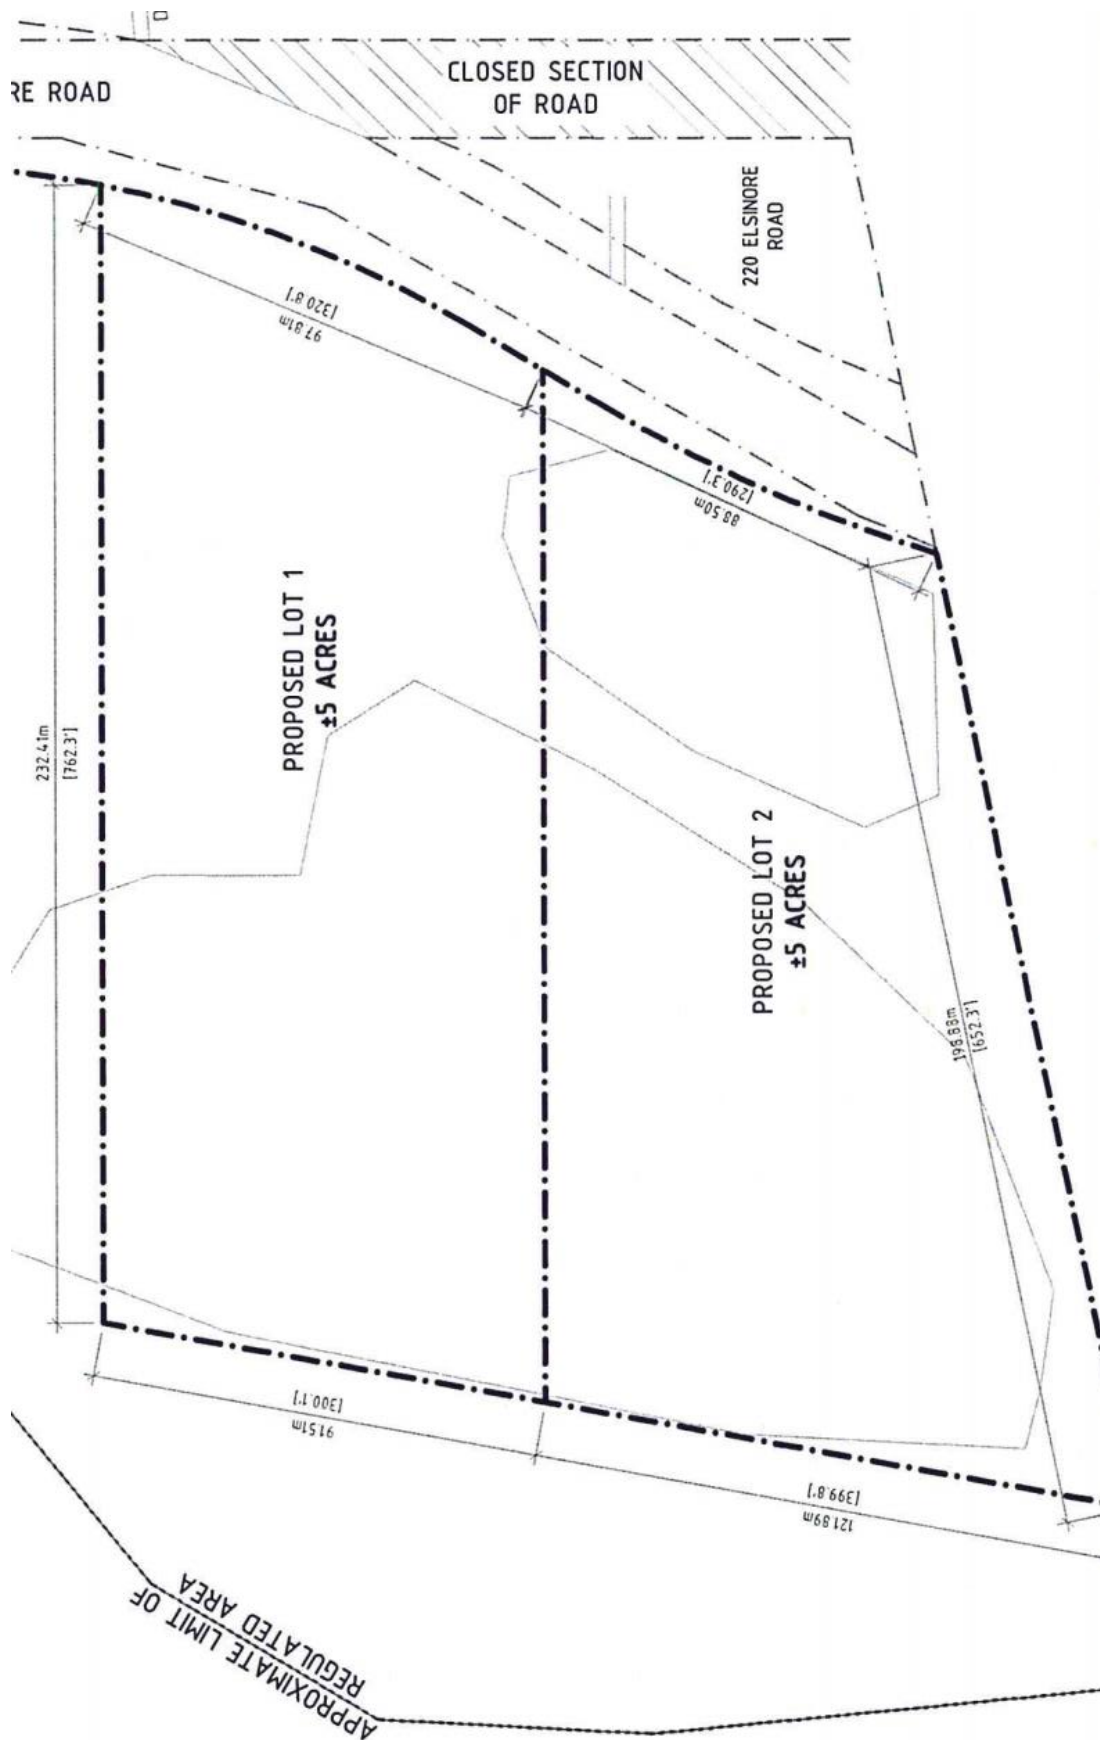 CLOSED SECTION
OF ROAD
RE ROAD
220 ELSINORE
ROAD
[320.8']
97.81m
[290.3']
88.50m
PROPOSED LOT 1
±5 ACRES
232.41m
[762.3']
PROPOSED LOT 2
±5 ACRES
198.88m
[652.3']
[300.1']
91.51m
[399.8']
121.89m
APPROXIMATE LIMIT OF
REGULATED AREA